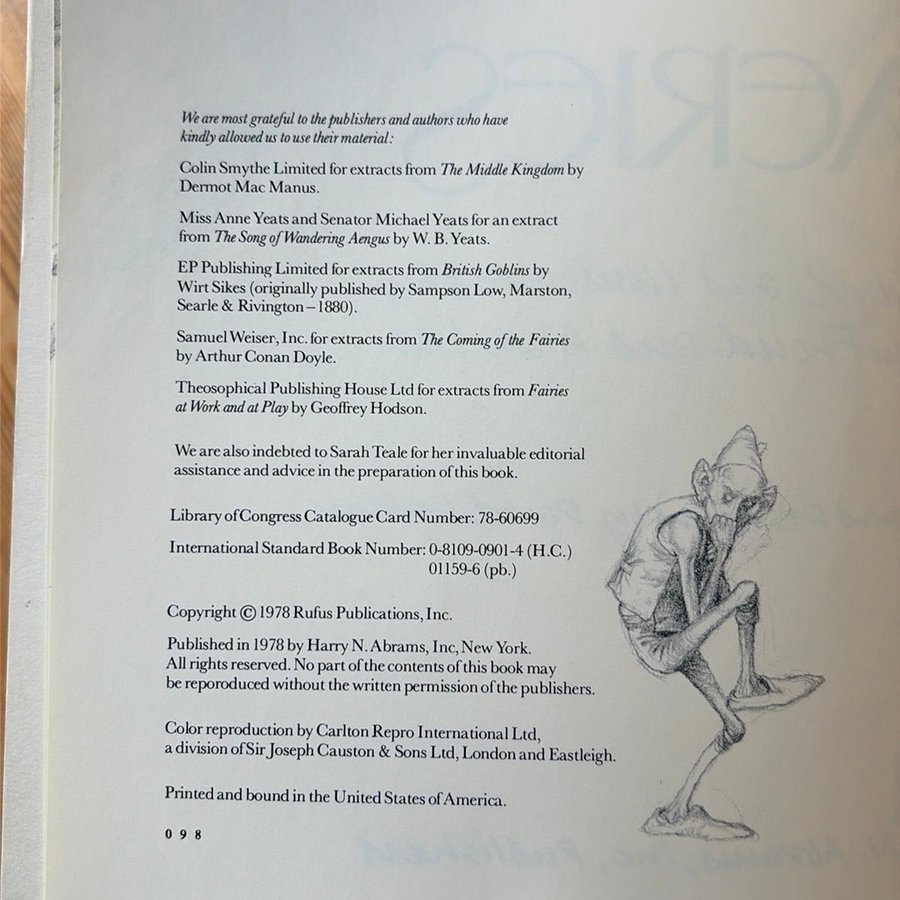 We are most grateful to the publishers and authors who have
kindly allowed us to use their material:
Colin Smythe Limited for extracts from The Middle Kingdom by
Dermot Mac Manus.
Miss Anne Yeats and Senator Michael Yeats for an extract
from The Song of Wandering Aengus by W. B. Yeats.
EP Publishing Limited for extracts from British Goblins by
Wirt Sikes (originally published by Sampson Low, Marston,
Searle & Rivington – 1880).
Samuel Weiser, Inc. for extracts from The Coming of the Fairies
by Arthur Conan Doyle.
Theosophical Publishing House Ltd for extracts from Fairies
at Work and at Play by Geoffrey Hodson.
We are also indebted to Sarah Teale for her invaluable editorial
assistance and advice in the preparation of this book.
Library of Congress Catalogue Card Number: 78-60699
International Standard Book Number: 0-8109-0901-4 (H.C.)
01159-6 (pb.)
Copyright © 1978 Rufus Publications, Inc.
Published in 1978 by Harry N. Abrams, Inc, New York.
All rights reserved. No part of the contents of this book may
be reporoduced without the written permission of the publishers.
Color reproduction by Carlton Repro International Ltd,
a division of Sir Joseph Causton & Sons Ltd, London and Eastleigh.
Printed and bound in the United States of America.
0 9 8